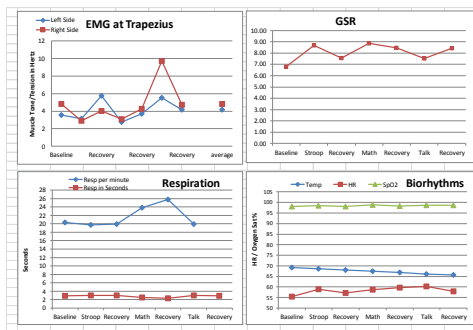 EMG at Trapezius
Left Side
Right Side
Muscle Tone/Tension in Hertz
12
10
8
6
4
2
0
Baseline Recovery Recovery Recovery average
GSR
10.00
9.00
8.00
7.00
6.00
5.00
4.00
3.00
2.00
1.00
0.00
Baseline Stroop Recovery Math Recovery Talk Recovery
Respiration
Resp per minute
Resp in Seconds
Seconds
28
26
24
22
20
18
16
14
12
10
8
6
4
2
0
Baseline Stroop Recovery Math Recovery Talk Recovery
Biorhythms
Temp HR SpO2
HR / Oxygen Sat%
105
100
95
90
85
80
75
70
65
60
55
50
Baseline Stroop Recovery Math Recovery Talk Recovery